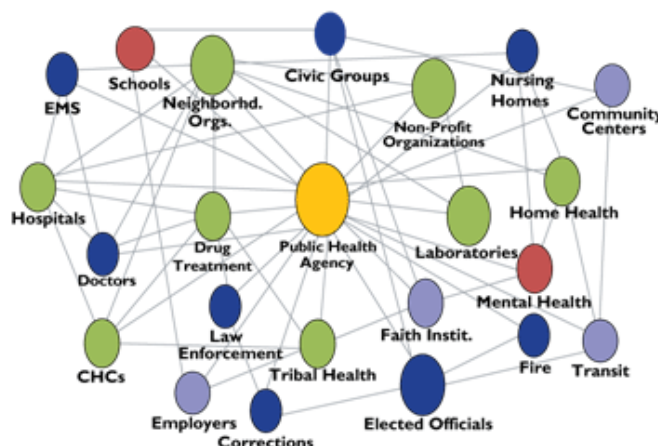 Civic Groups
Schools
Nursing
Homes
EMS
Neighborhd.
Orgs.
Community
Centers
Non-Profit
Organizations
Hospitals
Home Health
Drug
Treatment
Public Health
Agency
Laboratories
Doctors
Mental Health
Law
Enforcement
Faith Instit.
Fire
Transit
CHCs
Tribal Health
Employers
Elected Officials
Corrections